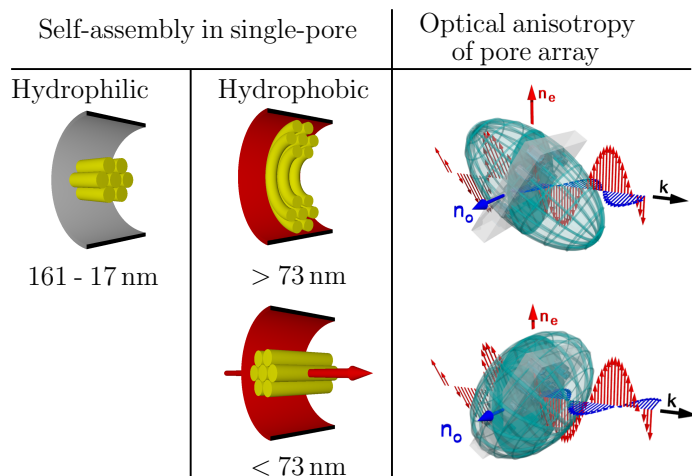 Self-assembly in single-pore
Optical anisotropy
of pore array
Hydrophilic
Hydrophobic
161 - 17 nm
> 73 nm
< 73 nm
n_e
n_o
k
n_e
n_o
k